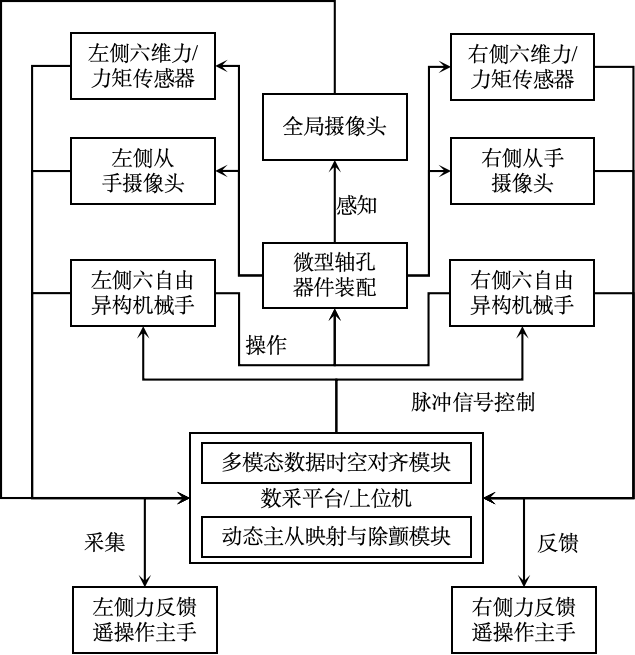 左侧六维力/
力矩传感器
右侧六维力/
力矩传感器
全局摄像头
左侧从
手摄像头
右侧从手
摄像头
感知
微型轴孔
器件装配
左侧六自由
异构机械手
右侧六自由
异构机械手
操作
脉冲信号控制
多模态数据时空对齐模块
数采平台/上位机
动态主从映射与除颤模块
采集
反馈
左侧力反馈
遥操作主手
右侧力反馈
遥操作主手